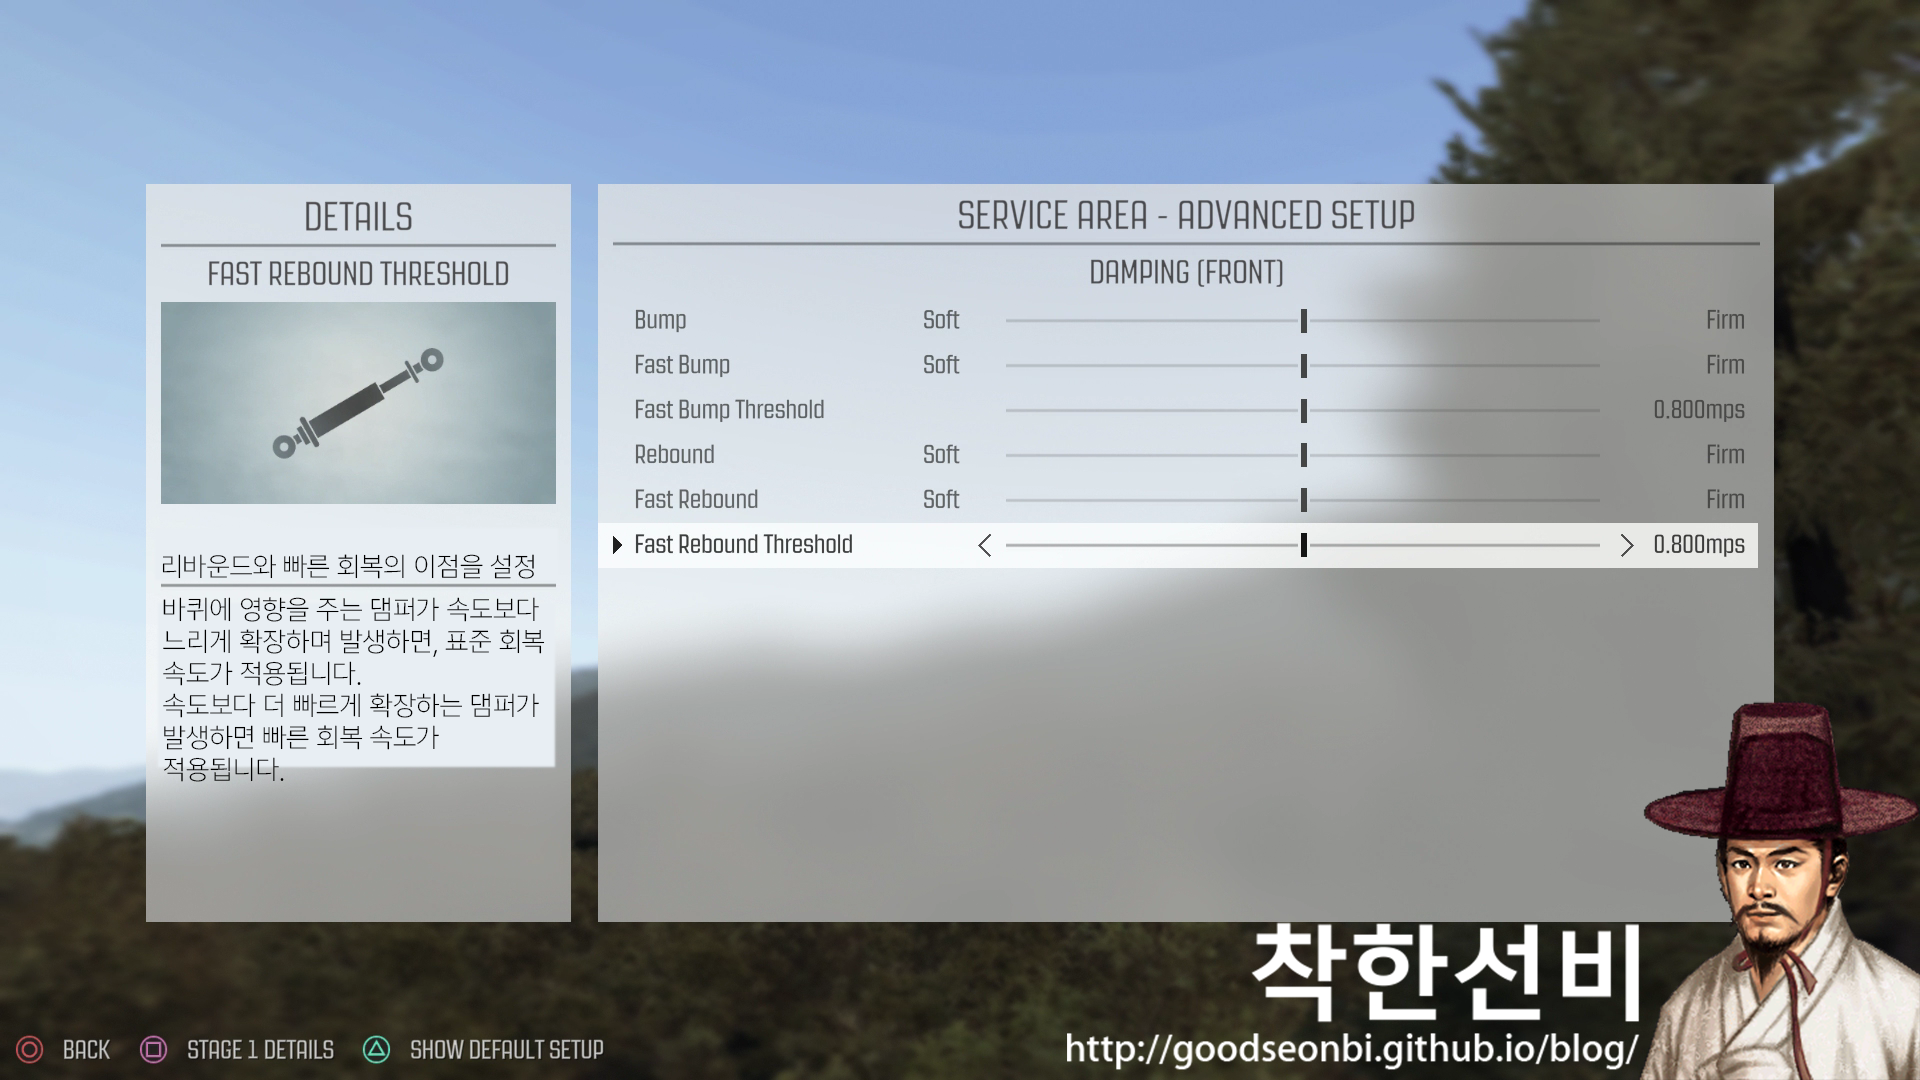 DETAILS
FAST REBOUND THRESHOLD
리바운드와 빠른 회복의 이점을 설정
바퀴에 영향을 주는 댐퍼가 속도보다
느리게 확장하며 발생하면, 표준 회복
속도가 적용됩니다.
속도보다 더 빠르게 확장하는 댐퍼가
발생하면 빠른 회복 속도가
적용됩니다.
SERVICE AREA - ADVANCED SETUP
DAMPING (FRONT)
Bump Soft Firm
Fast Bump Soft Firm
Fast Bump Threshold 0.800mps
Rebound Soft Firm
Fast Rebound Soft Firm
Fast Rebound Threshold 0.800mps
착한선비
http://goodseonbi.github.io/blog/
BACK STAGE 1 DETAILS SHOW DEFAULT SETUP